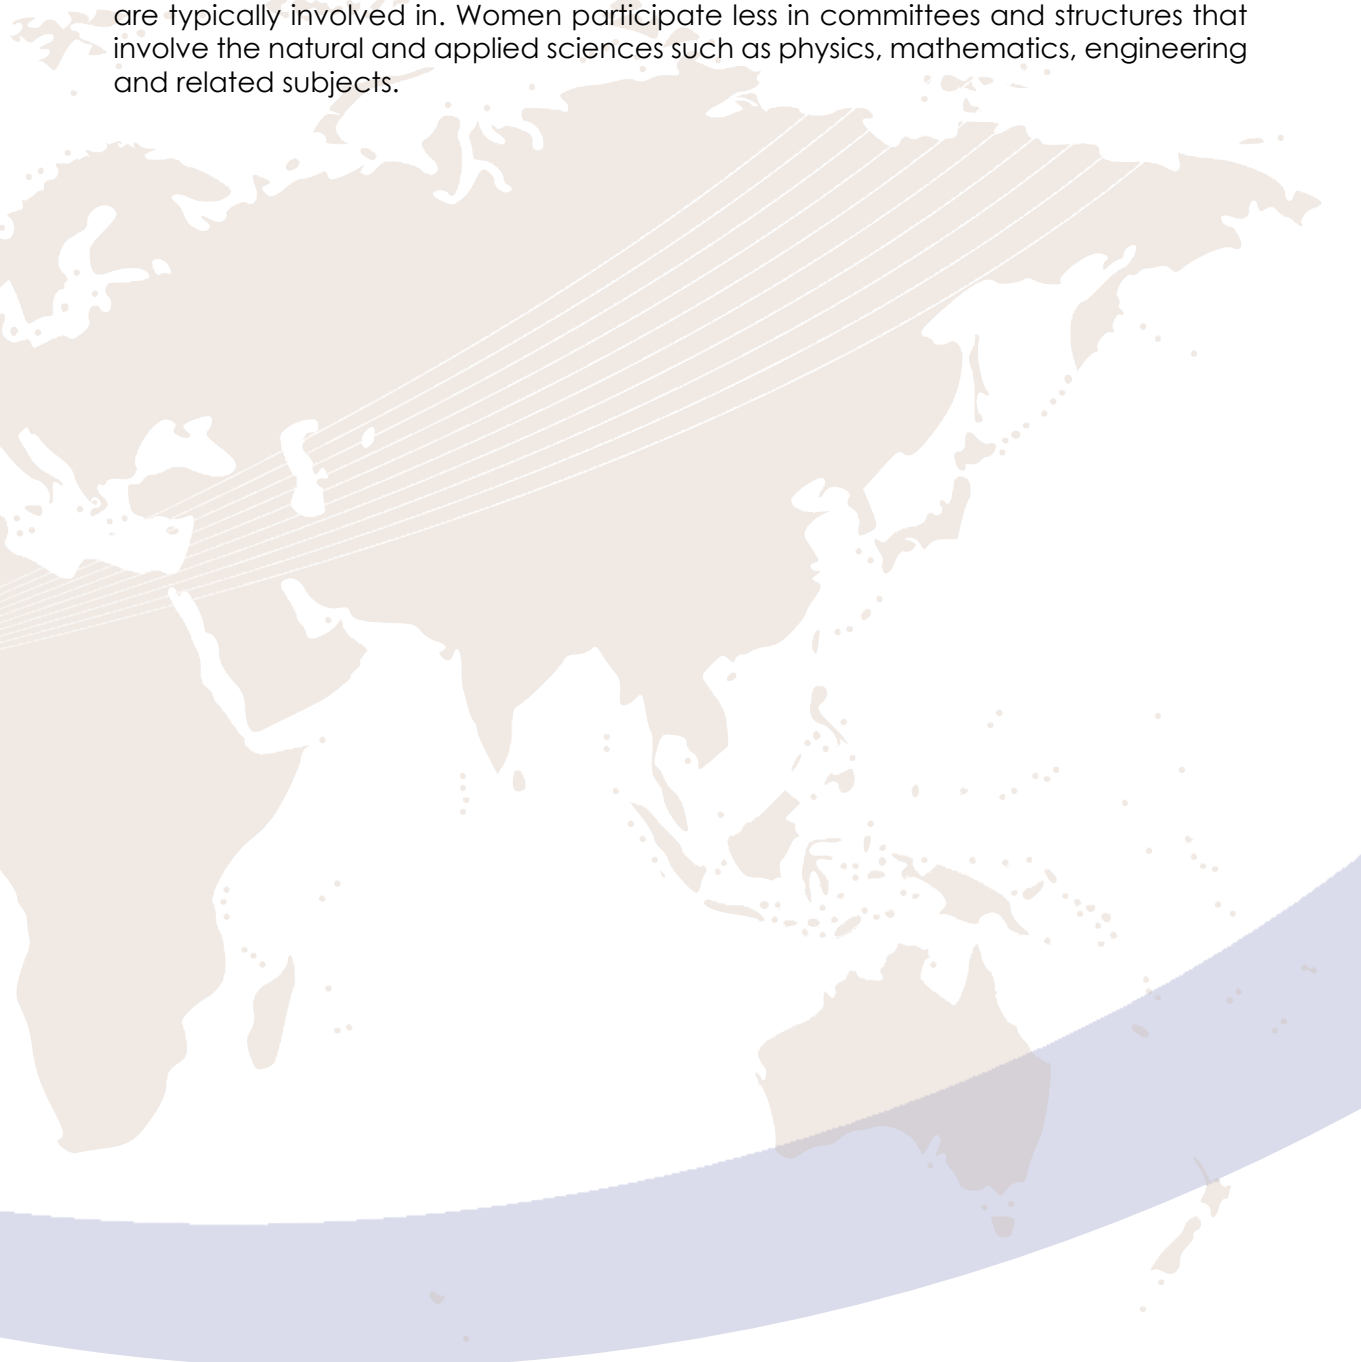 are typically involved in. Women participate less in committees and structures that
involve the natural and applied sciences such as physics, mathematics, engineering
and related subjects.